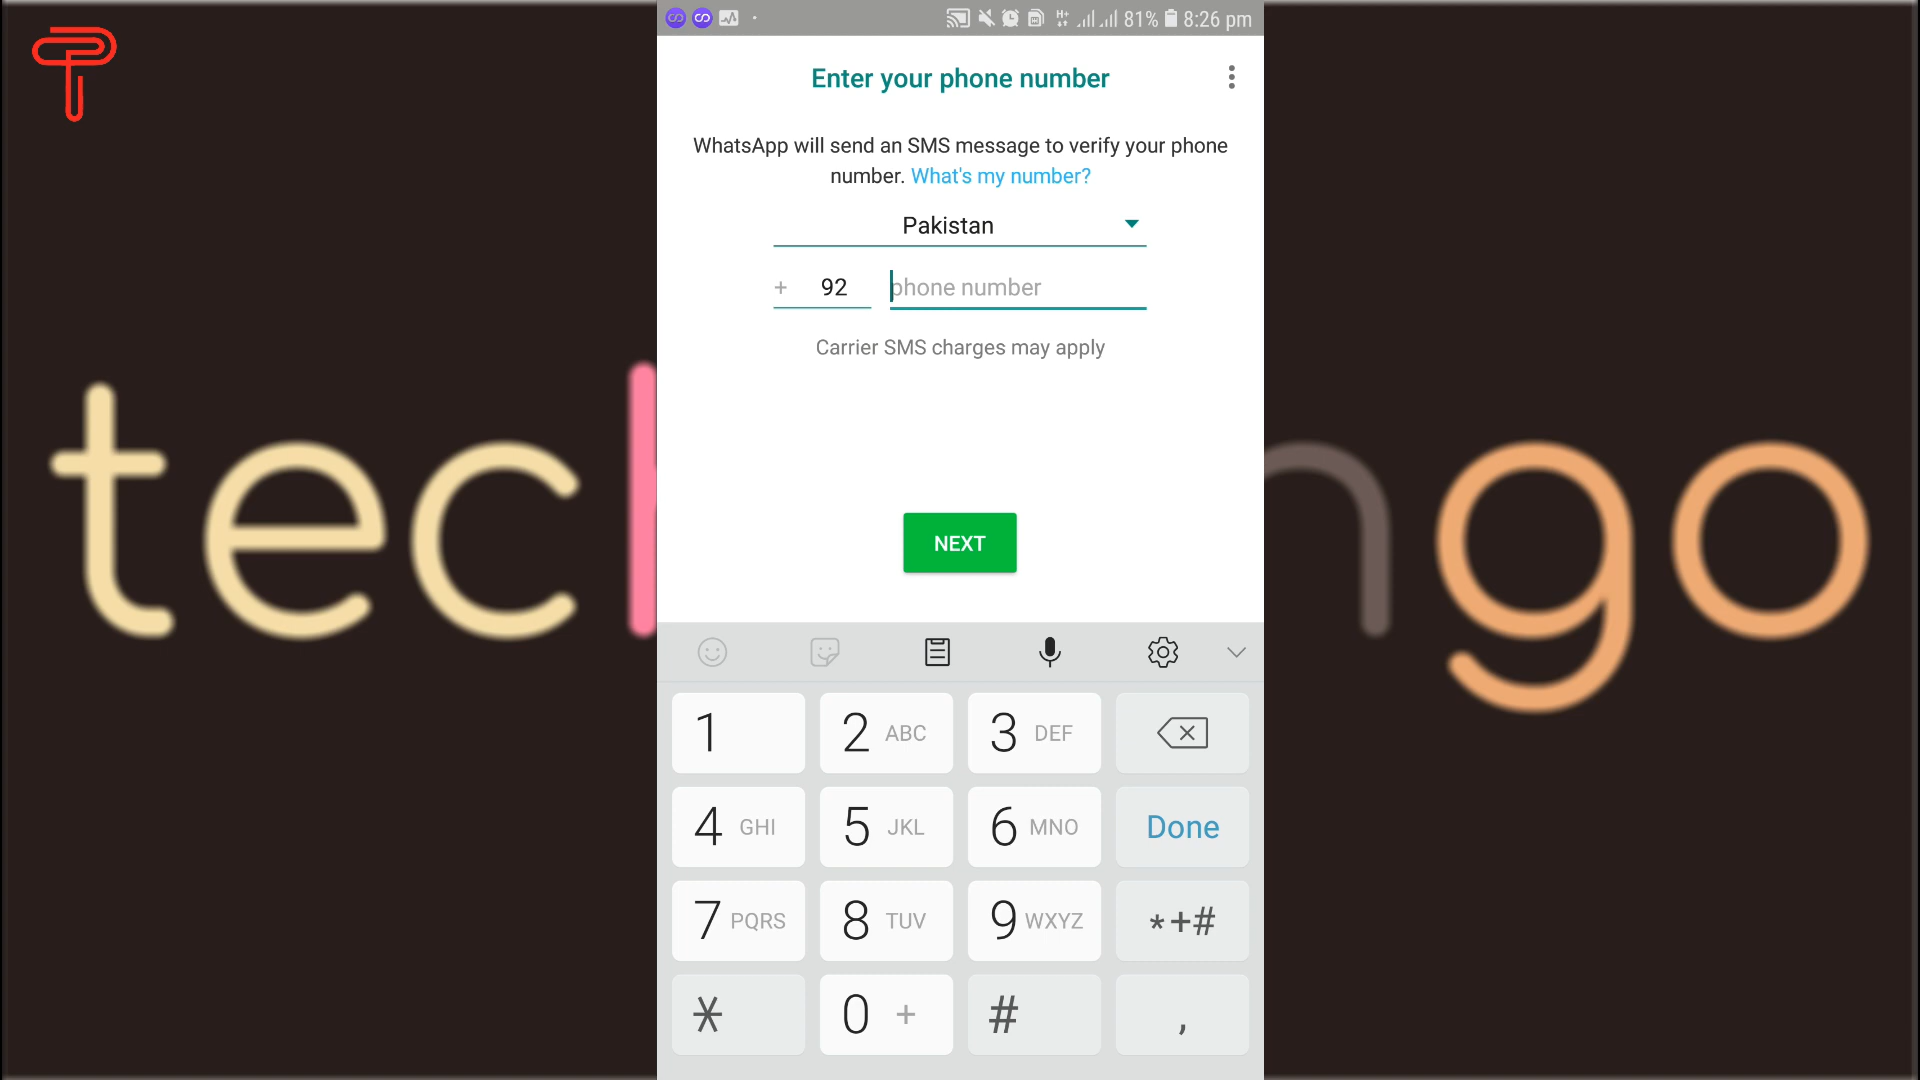 81% 8:26 pm
Enter your phone number
WhatsApp will send an SMS message to verify your phone
number. What's my number?
Pakistan
+ 92 phone number
Carrier SMS charges may apply
NEXT
1 2 ABC 3 DEF
4 GHI 5 JKL 6 MNO Done
7 PQRS 8 TUV 9 WXYZ *+#
* 0 + # ,
tec
go